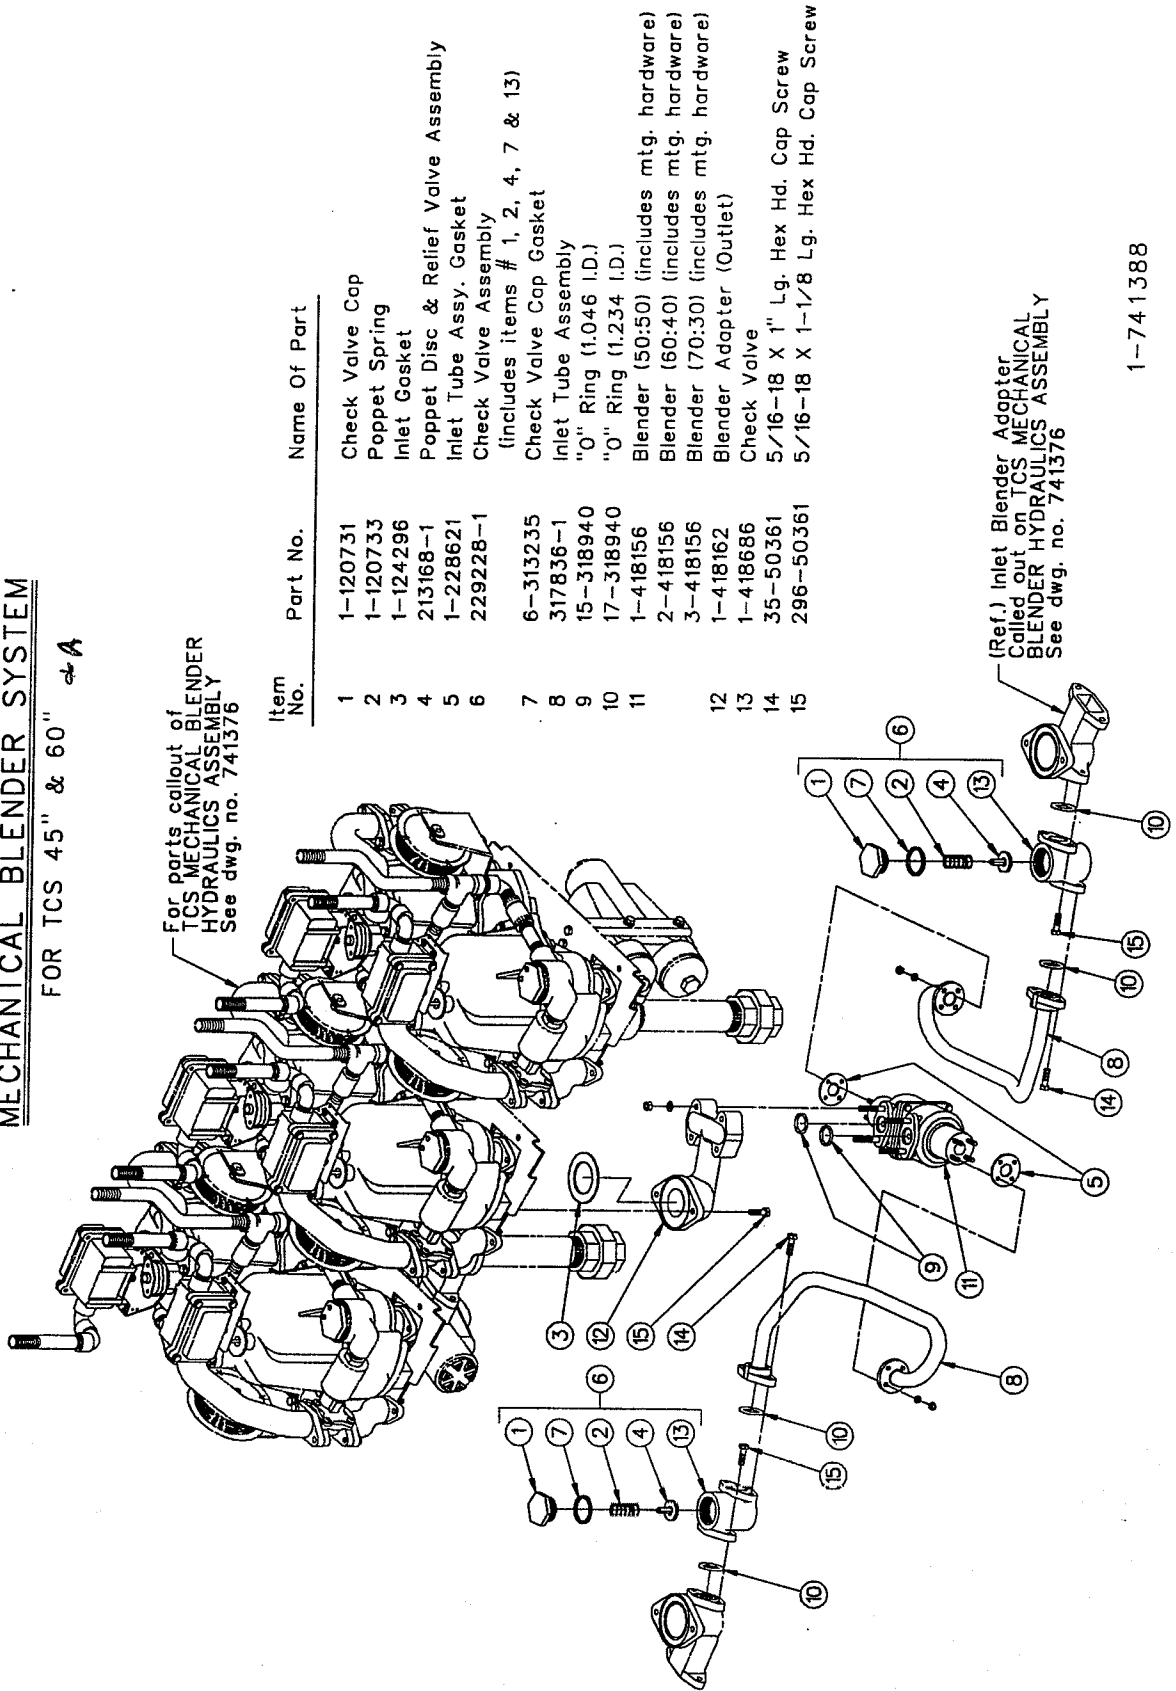 MECHANICAL BLENDER SYSTEM
FOR TCS 45" & 60" & A
For parts callout of
TCS MECHANICAL BLENDER
HYDRAULICS ASSEMBLY
See dwg. no. 741376
Item No. Part No. Name Of Part
1 1-120731 Check Valve Cap
2 1-120733 Poppet Spring
3 1-124296 Inlet Gasket
4 213168-1 Poppet Disc & Relief Valve Assembly
5 1-228621 Inlet Tube Assy. Gasket
6 229228-1 Check Valve Assembly
(includes items # 1, 2, 4, 7 & 13)
7 6-313235 Check Valve Cap Gasket
8 317836-1 Inlet Tube Assembly
9 15-318940 "O" Ring (1.046 I.D.)
10 17-318940 "O" Ring (1.234 I.D.)
11 1-418156 Blender (50:50) (includes mtg. hardware)
2-418156 Blender (60:40) (includes mtg. hardware)
3-418156 Blender (70:30) (includes mtg. hardware)
12 1-418162 Blender Adapter (Outlet)
13 1-418686 Check Valve
14 35-50361 5/16-18 X 1" Lg. Hex Hd. Cap Screw
15 296-50361 5/16-18 X 1-1/8 Lg. Hex Hd. Cap Screw
6
1
7
2
4
13
10
15
10
8
14
5
11
9
3
12
15
14
6
1
7
2
4
13
15
10
10
8
(Ref.) Inlet Blender Adapter
Called out on TCS MECHANICAL
BLENDER HYDRAULICS ASSEMBLY
See dwg. no. 741376
1-741388